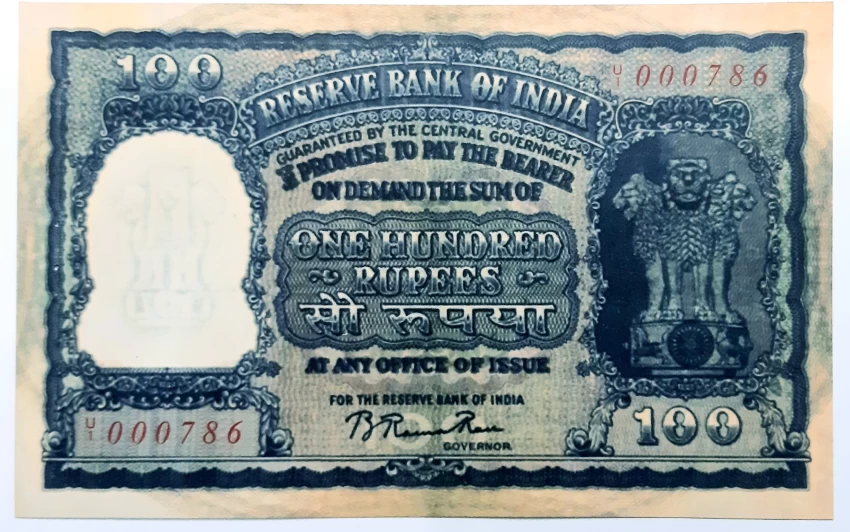 100
RESERVE BANK OF INDIA
U/1 000786
GUARANTEED BY THE CENTRAL GOVERNMENT
I PROMISE TO PAY THE BEARER
ON DEMAND THE SUM OF
ONE HUNDRED
RUPEES
सौ रूपया
AT ANY OFFICE OF ISSUE
FOR THE RESERVE BANK OF INDIA
B Rama Rau
GOVERNOR
U/1 000786
100